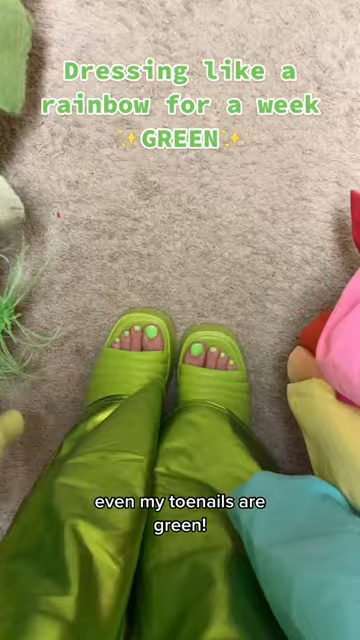 Dressing like a
rainbow for a week
✨GREEN✨
even my toenails are
green!